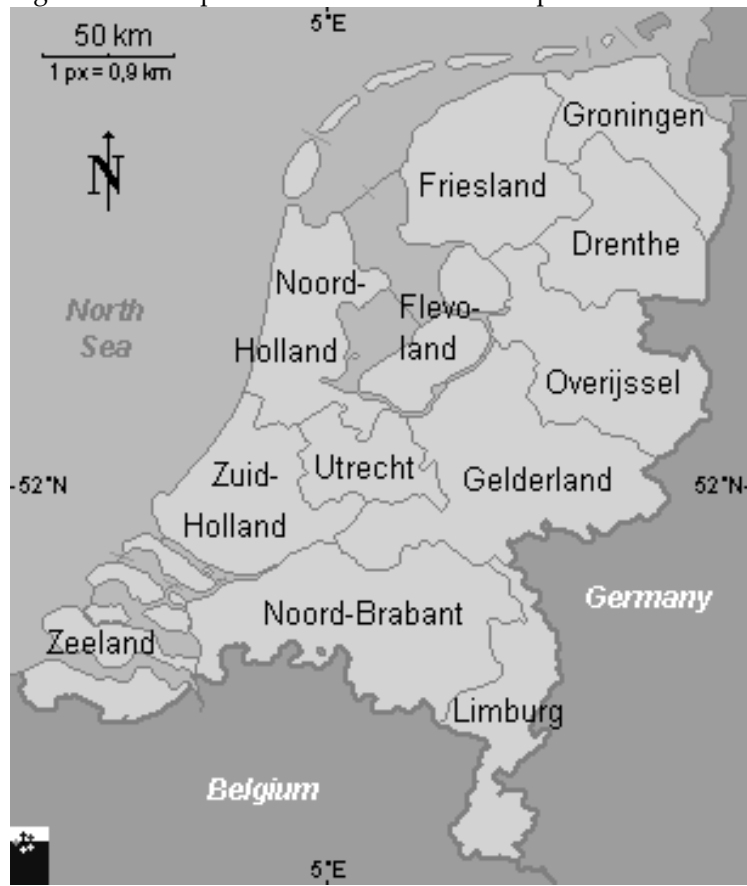 50 km
1 px = 0,9 km
5°E
N
Groningen
Friesland
Drenthe
Noord-
Holland
Flevo-
land
North
Sea
Overijssel
Zuid-
Holland
Utrecht
Gelderland
52°N
52°N
Germany
Noord-Brabant
Zeeland
Limburg
Belgium
5°E